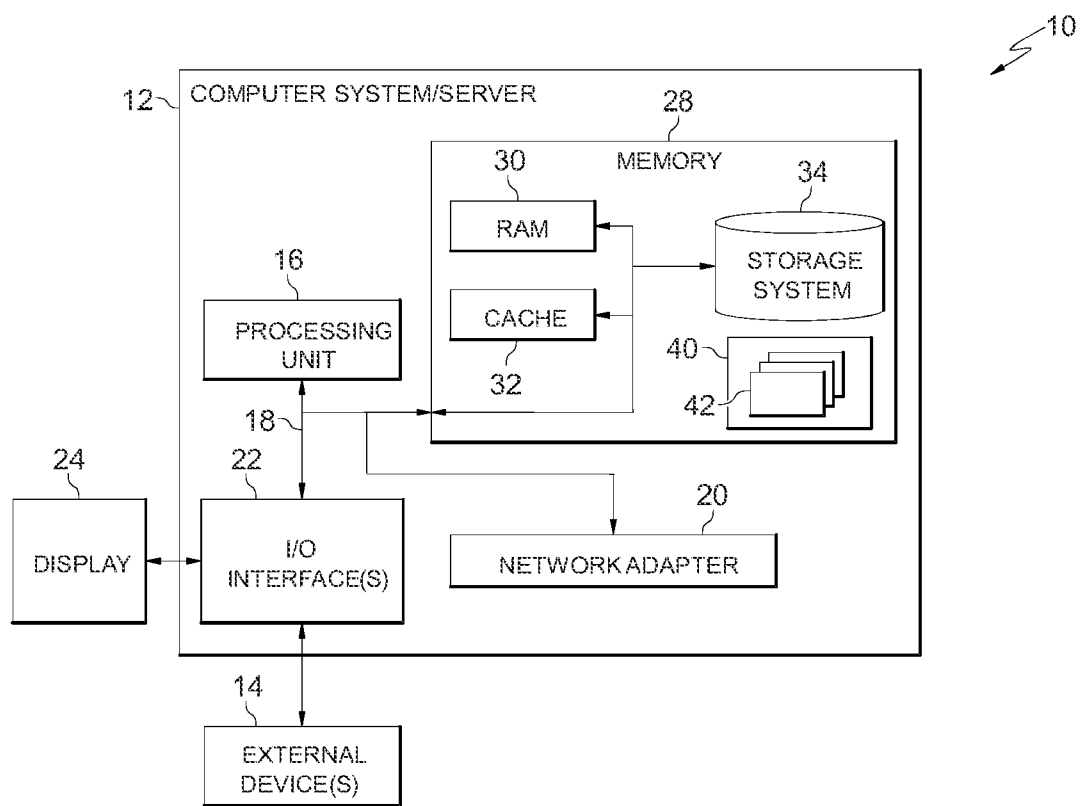 10
12
COMPUTER SYSTEM/SERVER
28
MEMORY
30
RAM
34
STORAGE
SYSTEM
16
PROCESSING
UNIT
CACHE
32
40
42
18
24
DISPLAY
22
I/O
INTERFACE(S)
20
NETWORK ADAPTER
14
EXTERNAL
DEVICE(S)